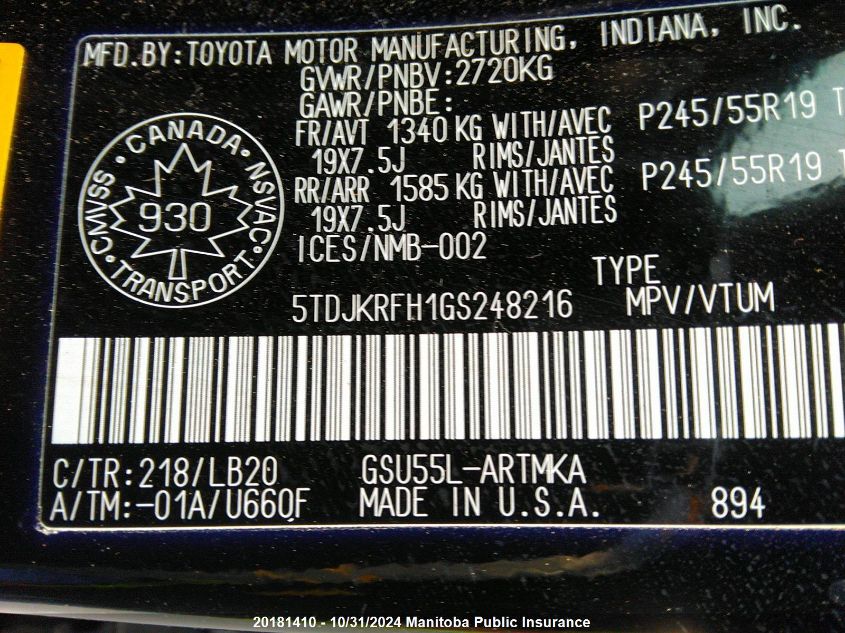 MFD.BY:TOYOTA MOTOR MANUFACTURING, INDIANA, INC.
GVWR/PNBV:2720KG
GAWR/PNBE:
FR/AVT 1340 KG WITH/AVEC P245/55R19 T
19X7.5J RIMS/JANTES
RR/ARR 1585 KG WITH/AVEC P245/55R19 T
19X7.5J RIMS/JANTES
ICES/NMB-002
CANADA · NSVAC · TRANSPORT · CMVSS ·
930
TYPE
5TDJKRFH1GS248216 MPV/VTUM
C/TR:218/LB20 GSU55L-ARTMKA
A/TM:-01A/U660F MADE IN U.S.A. 894
20181410 - 10/31/2024 Manitoba Public Insurance